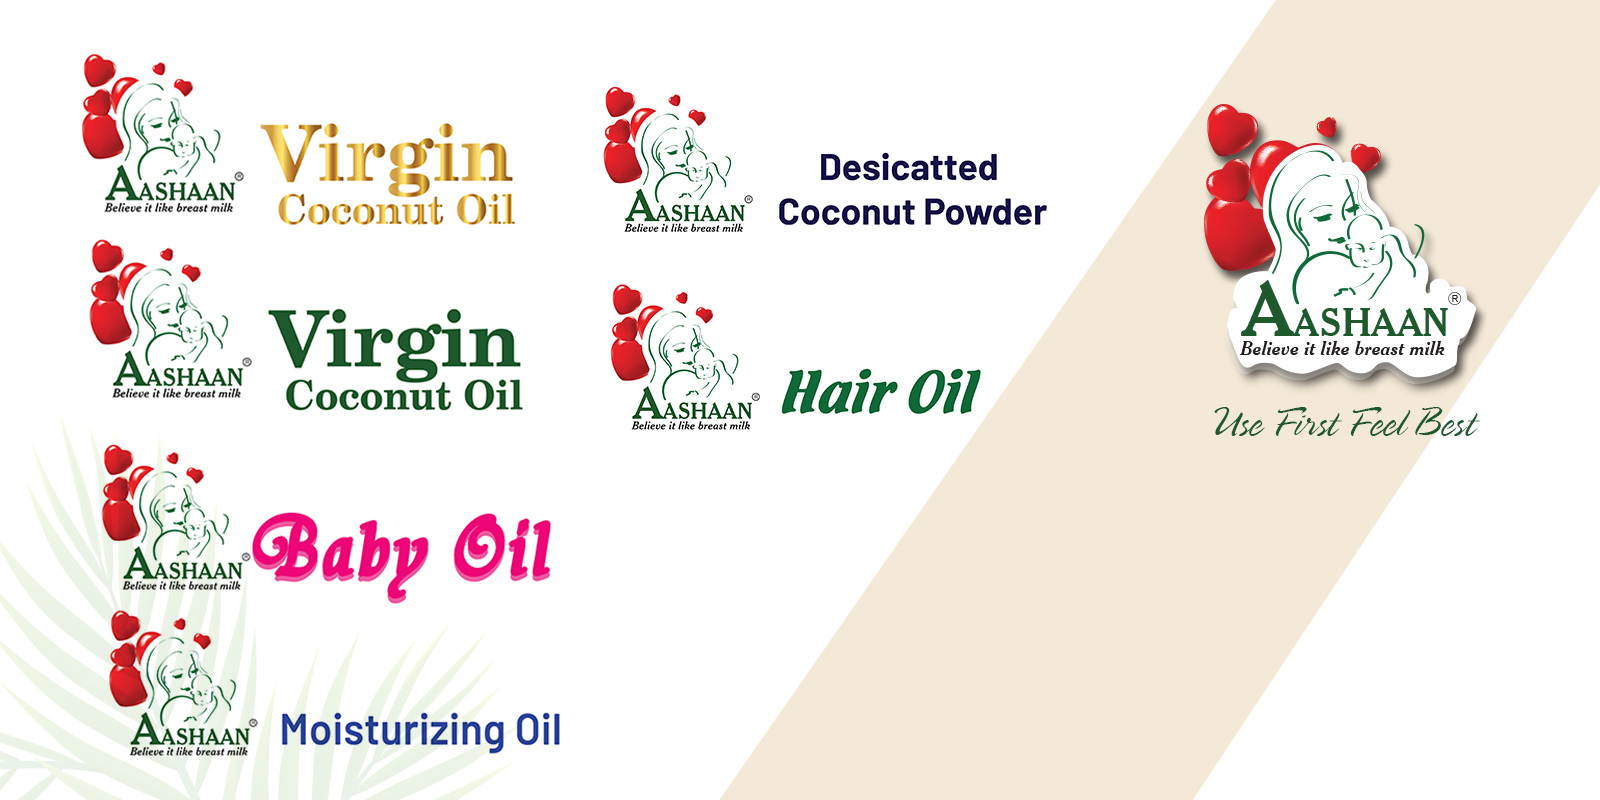 AASHAAN®
Believe it like breast milk
Virgin
Coconut Oil
AASHAAN®
Believe it like breast milk
Virgin
Coconut Oil
AASHAAN®
Believe it like breast milk
Baby Oil
AASHAAN®
Believe it like breast milk
Moisturizing Oil
AASHAAN®
Believe it like breast milk
Desicatted
Coconut Powder
AASHAAN®
Believe it like breast milk
Hair Oil
AASHAAN®
Believe it like breast milk
Use First Feel Best